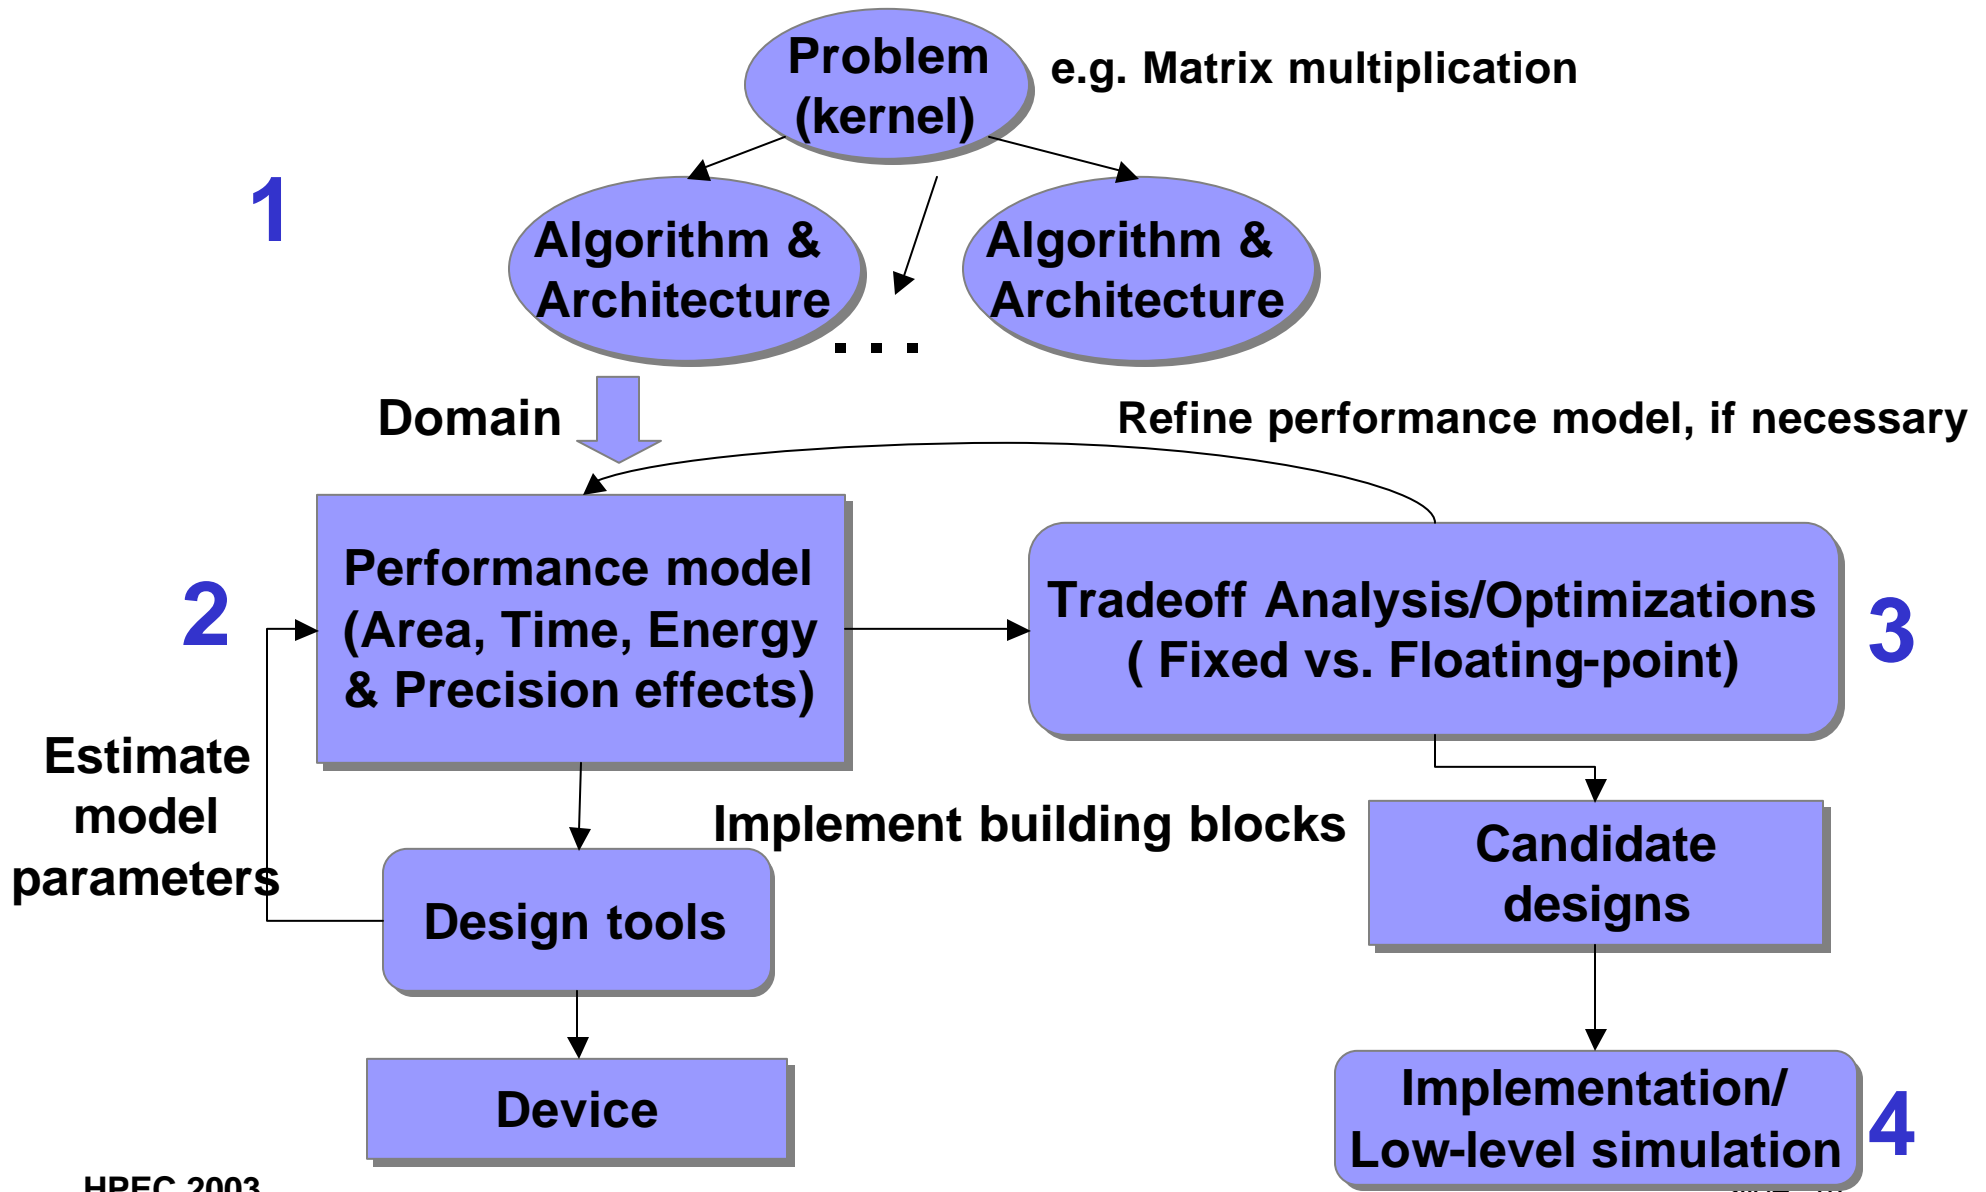 Problem
(kernel)
e.g. Matrix multiplication
1
Algorithm &
Architecture
. . .
Algorithm &
Architecture
Domain
Refine performance model, if necessary
2
Performance model
(Area, Time, Energy
& Precision effects)
Tradeoff Analysis/Optimizations
( Fixed vs. Floating-point)
3
Estimate
model
parameters
Implement building blocks
Design tools
Candidate
designs
Device
Implementation/
Low-level simulation
4
HPEC 2003